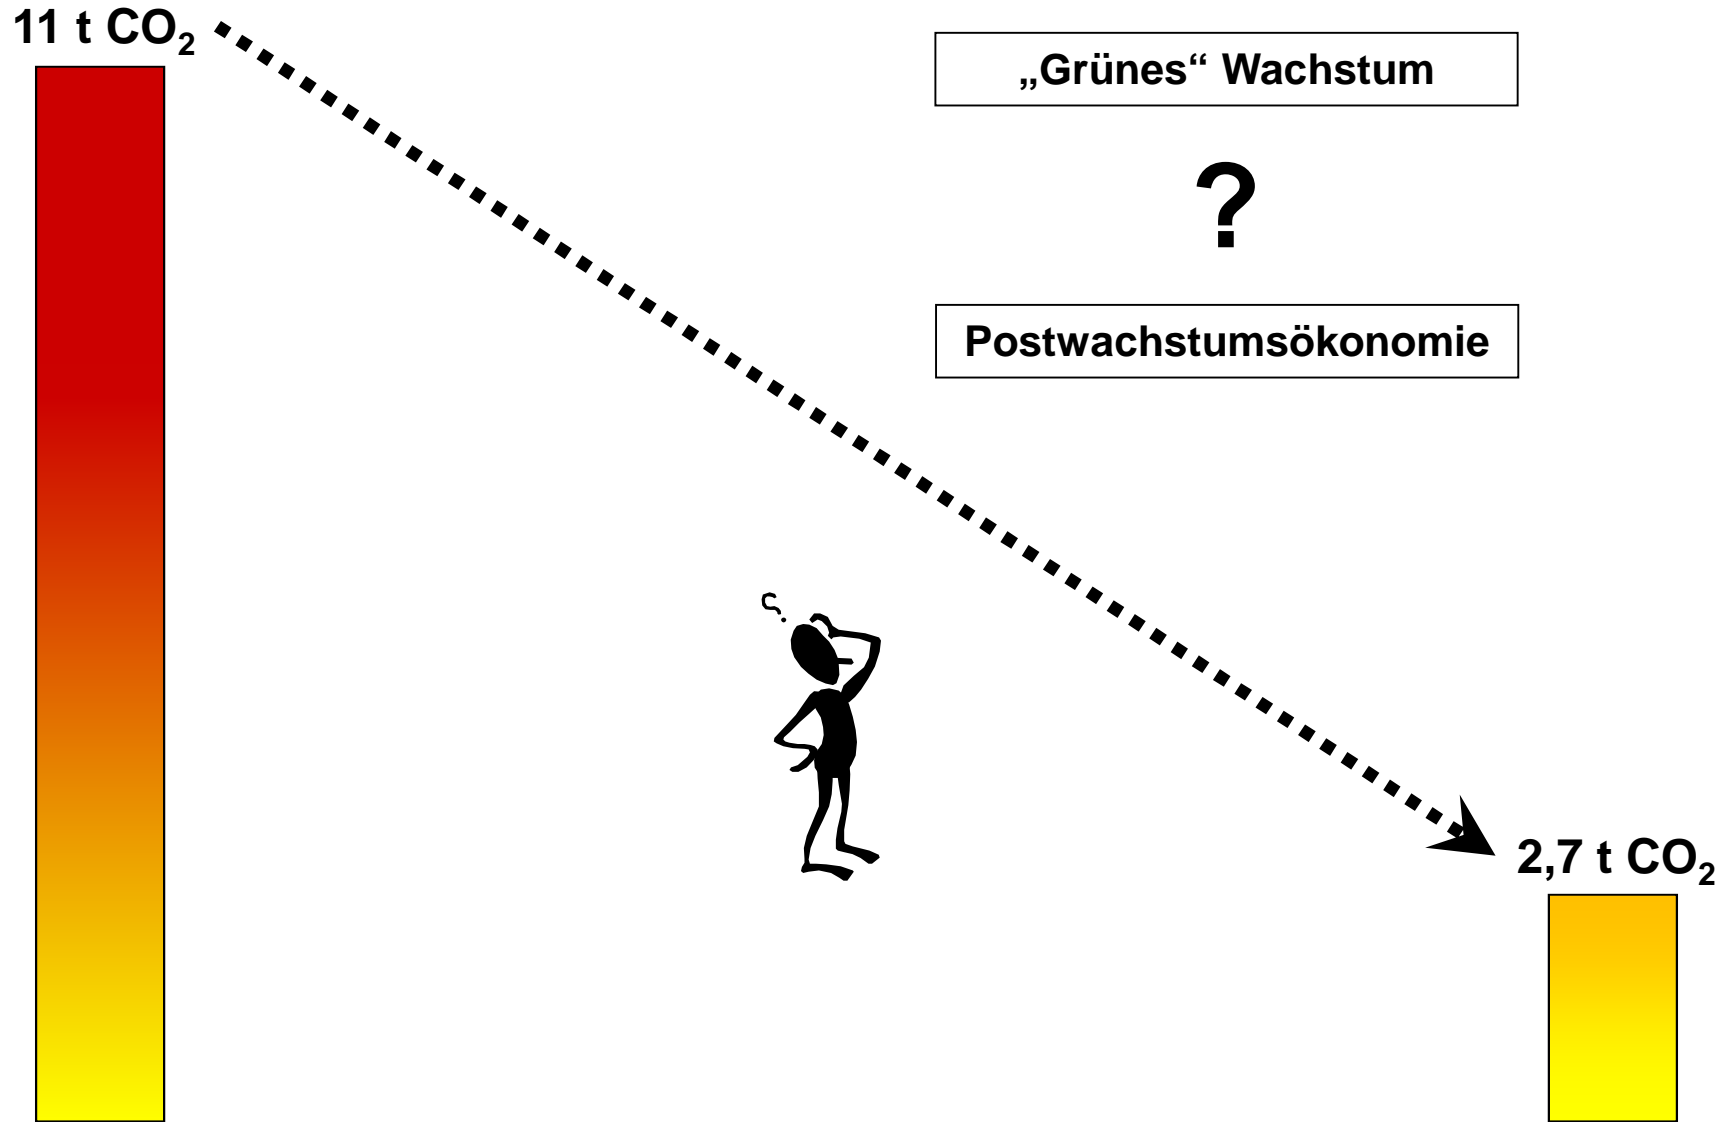 11 t CO₂
„Grünes“ Wachstum
?
Postwachstumsökonomie
?
2,7 t CO₂